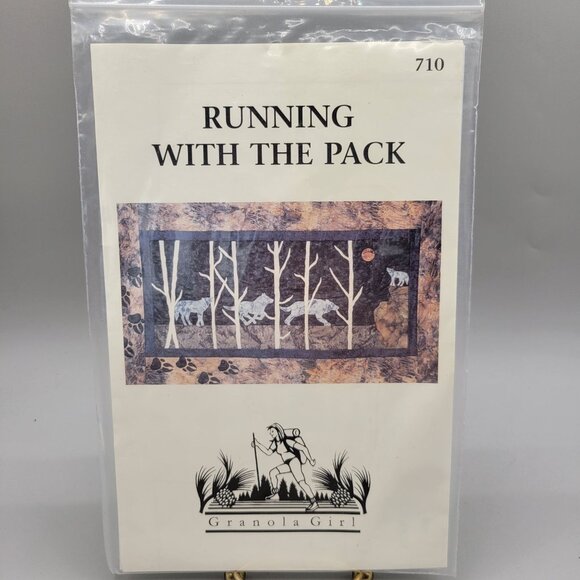 710
RUNNING
WITH THE PACK
Granola Girl